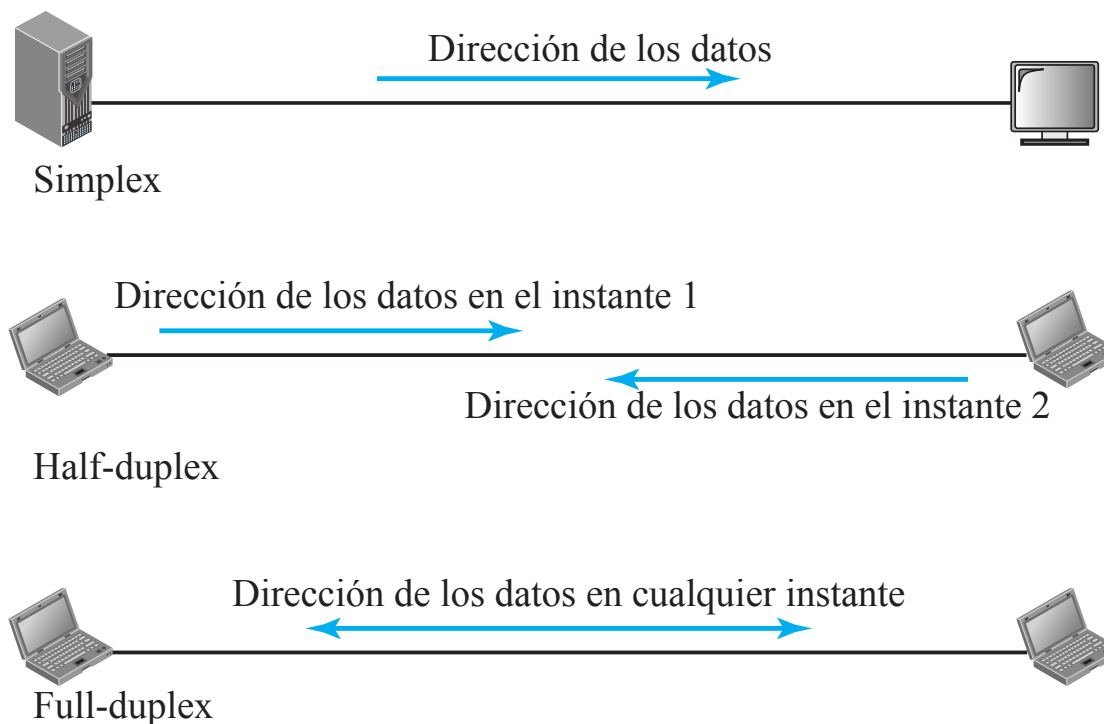 Dirección de los datos
Simplex
Dirección de los datos en el instante 1
Dirección de los datos en el instante 2
Half-duplex
Dirección de los datos en cualquier instante
Full-duplex